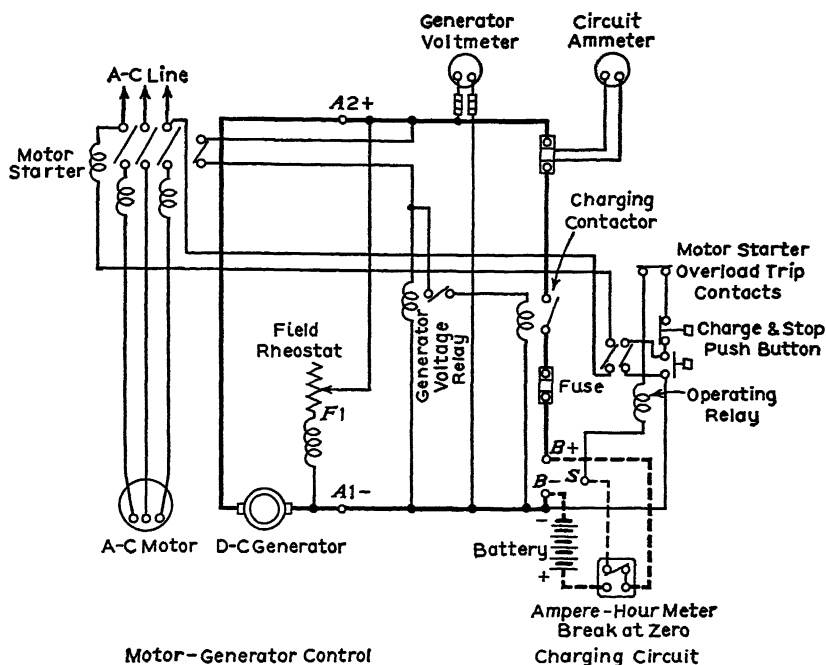 Generator
Voltmeter
Circuit
Ammeter
A-C Line
A2+
Motor
Starter
Charging
Contactor
Motor Starter
Overload Trip
Contacts
Field
Rheostat
Generator
Voltage
Relay
Charge & Stop
Push Button
F1
Fuse
Operating
Relay
B+
B-
S
A1-
A-C Motor
D-C Generator
Battery
-
+
Ampere-Hour Meter
Break at Zero
Motor-Generator Control
Charging Circuit